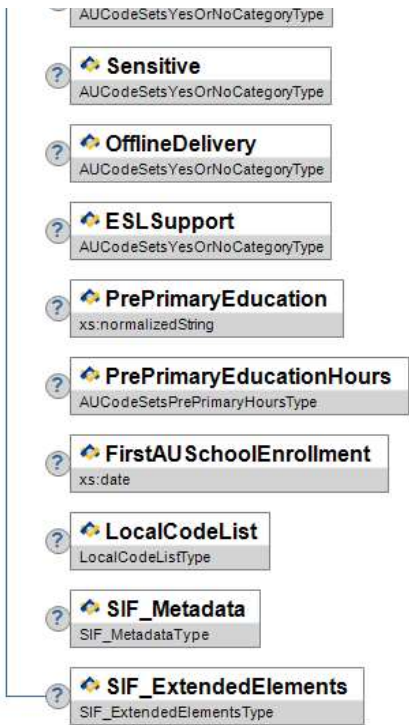 AUCodeSetsYesOrNoCategoryType
?
Sensitive
AUCodeSetsYesOrNoCategoryType
?
OfflineDelivery
AUCodeSetsYesOrNoCategoryType
?
ESLSupport
AUCodeSetsYesOrNoCategoryType
?
PrePrimaryEducation
xs:normalizedString
?
PrePrimaryEducationHours
AUCodeSetsPrePrimaryHoursType
?
FirstAUSchoolEnrollment
xs:date
?
LocalCodeList
LocalCodeListType
?
SIF_Metadata
SIF_MetadataType
?
SIF_ExtendedElements
SIF_ExtendedElementsType